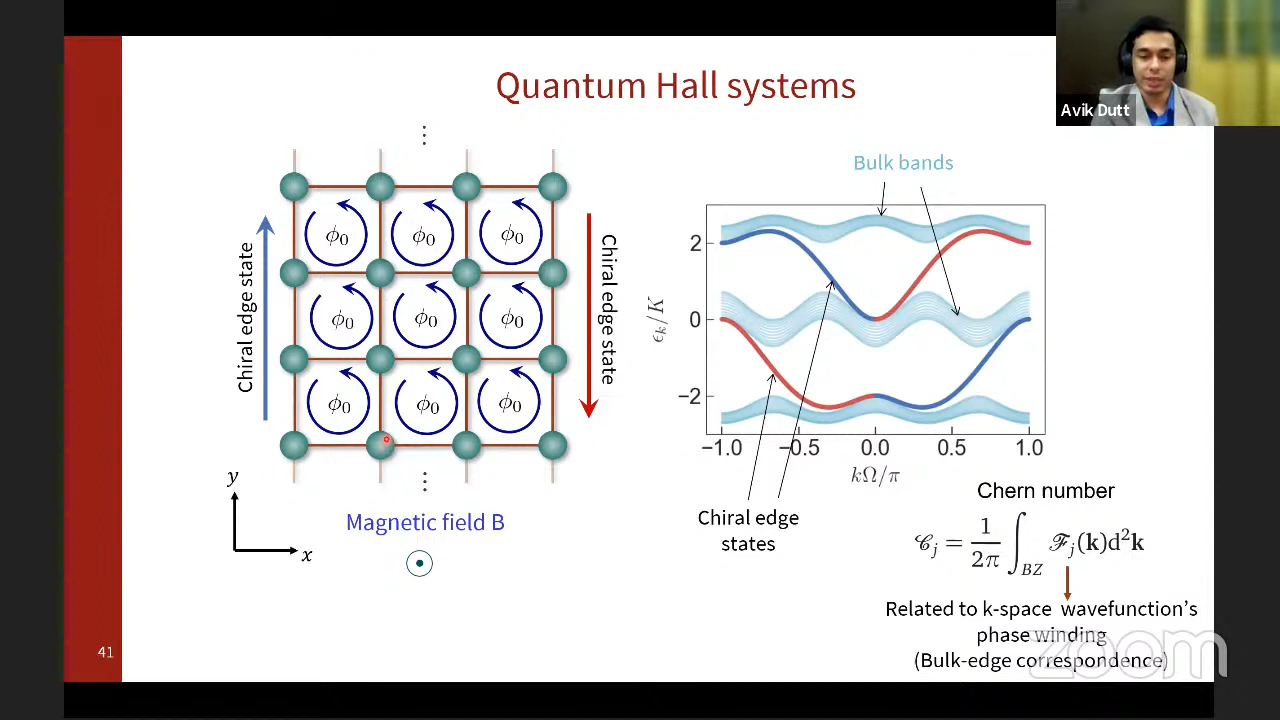 Quantum Hall systems
Avik Dutt
⋮
ϕ₀ ϕ₀ ϕ₀
ϕ₀ ϕ₀ ϕ₀
ϕ₀ ϕ₀ ϕ₀
Chiral edge state
Chiral edge state
⋮
y
x
Magnetic field B
Bulk bands
2
0
−2
ϵₖ/K
−1.0 −0.5 0.0 0.5 1.0
kΩ/π
Chiral edge
states
Chern number
𝒞ⱼ = 1/2π ∫_BZ ℱⱼ(k)d²k
Related to k-space wavefunction's
phase winding
(Bulk-edge correspondence)
zoom
41